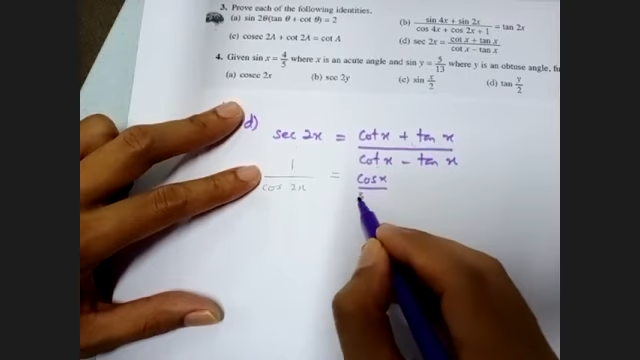 3. Prove each of the following identities.
(a) sin 2θ(tan θ + cot θ) = 2
(b) sin 4x + sin 2x / cos 4x + cos 2x + 1 = tan 2x
(c) cosec 2A + cot 2A = cot A
(d) sec 2x = cot x + tan x / cot x − tan x
4. Given sin x = 4/5 where x is an acute angle and sin y = 5/13 where y is an obtuse angle,
(a) cosec 2x (b) sec 2y (c) sin x/2 (d) tan y/2
d) sec 2x = cot x + tan x / cot x − tan x
1 / cos 2x = cos x